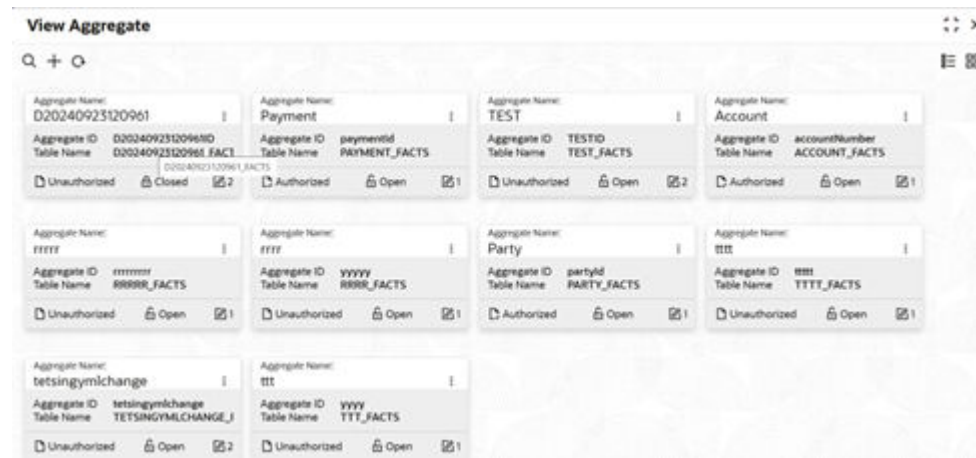 View Aggregate
Aggregate Name:
D20240923120961
Aggregate ID D20240923120961ID
Table Name D20240923120961_FACT
D20240923120961_FACTS
Unauthorized Closed 2
Aggregate Name:
Payment
Aggregate ID paymentId
Table Name PAYMENT_FACTS
Authorized Open 1
Aggregate Name:
TEST
Aggregate ID TESTID
Table Name TEST_FACTS
Unauthorized Open 2
Aggregate Name:
Account
Aggregate ID accountNumber
Table Name ACCOUNT_FACTS
Authorized Open 1
Aggregate Name:
rrrrr
Aggregate ID
Table Name RRRRR_FACTS
Unauthorized Open 1
Aggregate Name:
rrrr
Aggregate ID yyyyy
Table Name RRRR_FACTS
Unauthorized Open 1
Aggregate Name:
Party
Aggregate ID partyId
Table Name PARTY_FACTS
Authorized Open 1
Aggregate Name:
tttt
Aggregate ID
Table Name TTTT_FACTS
Unauthorized Open 1
Aggregate Name:
tetsingymlchange
Aggregate ID tetsingymlchange
Table Name TETSINGYMLCHANGE_
Unauthorized Open 2
Aggregate Name:
ttt
Aggregate ID yyyy
Table Name TTT_FACTS
Unauthorized Open 1